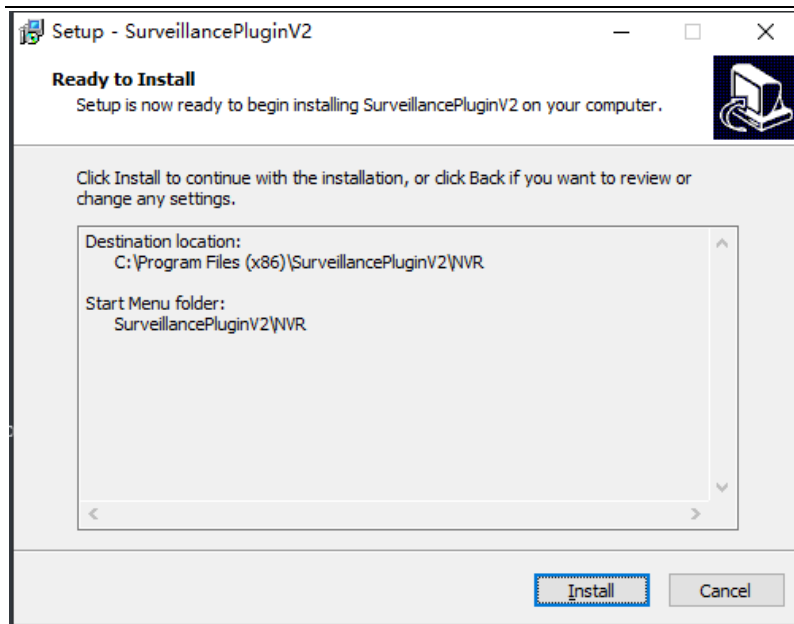 Setup - SurveillancePluginV2
Ready to Install
Setup is now ready to begin installing SurveillancePluginV2 on your computer.
Click Install to continue with the installation, or click Back if you want to review or
change any settings.
Destination location:
C:\Program Files (x86)\SurveillancePluginV2\NVR
Start Menu folder:
SurveillancePluginV2\NVR
Install
Cancel